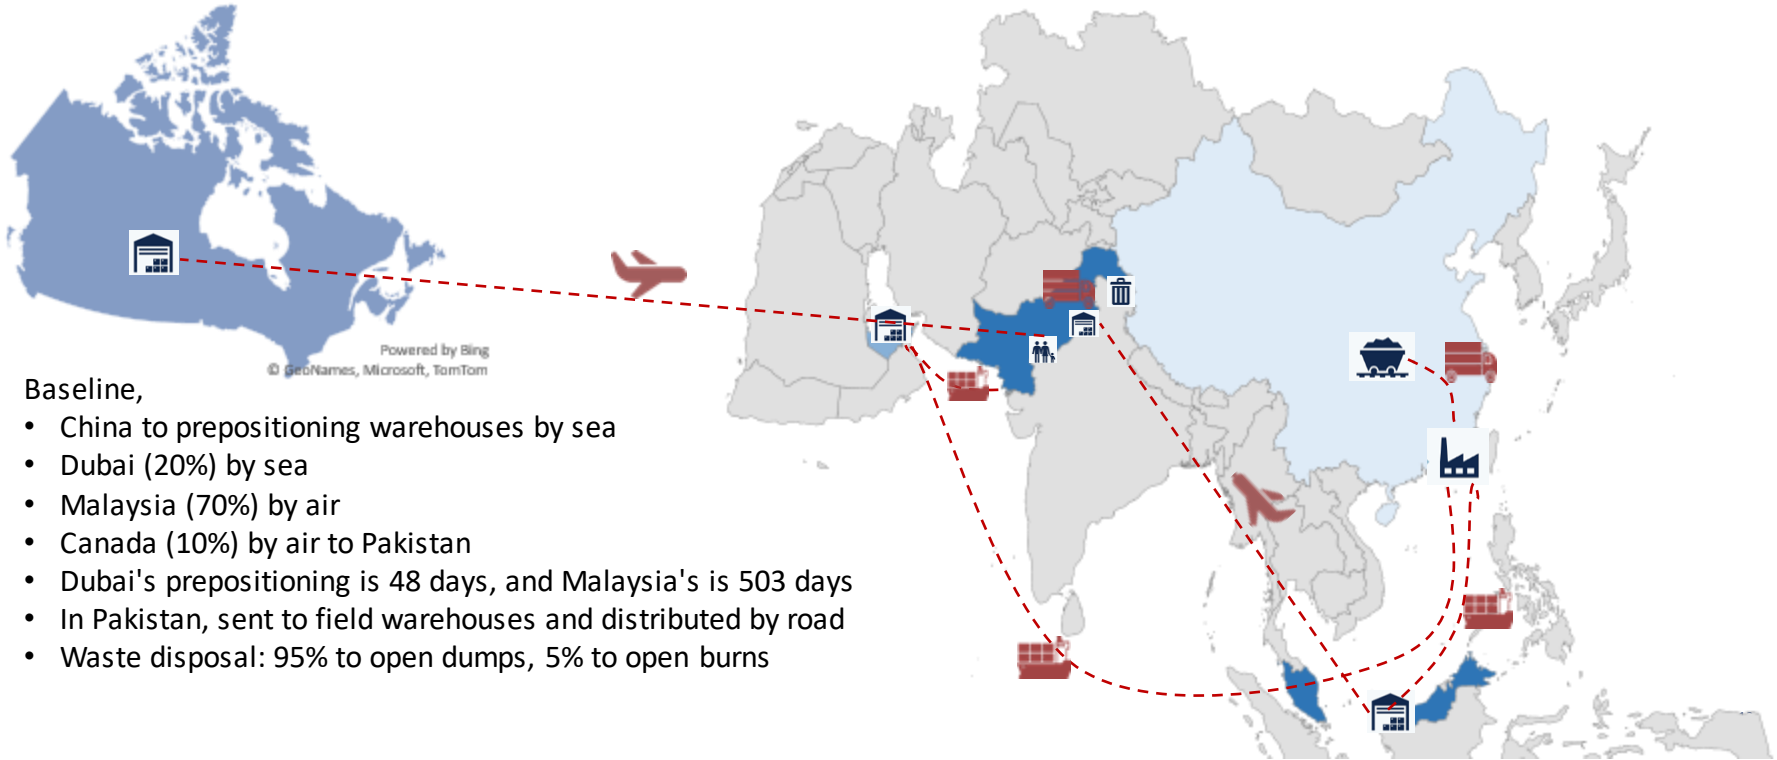 Powered by Bing
© GeoNames, Microsoft, TomTom
Baseline,
• China to prepositioning warehouses by sea
• Dubai (20%) by sea
• Malaysia (70%) by air
• Canada (10%) by air to Pakistan
• Dubai's prepositioning is 48 days, and Malaysia's is 503 days
• In Pakistan, sent to field warehouses and distributed by road
• Waste disposal: 95% to open dumps, 5% to open burns